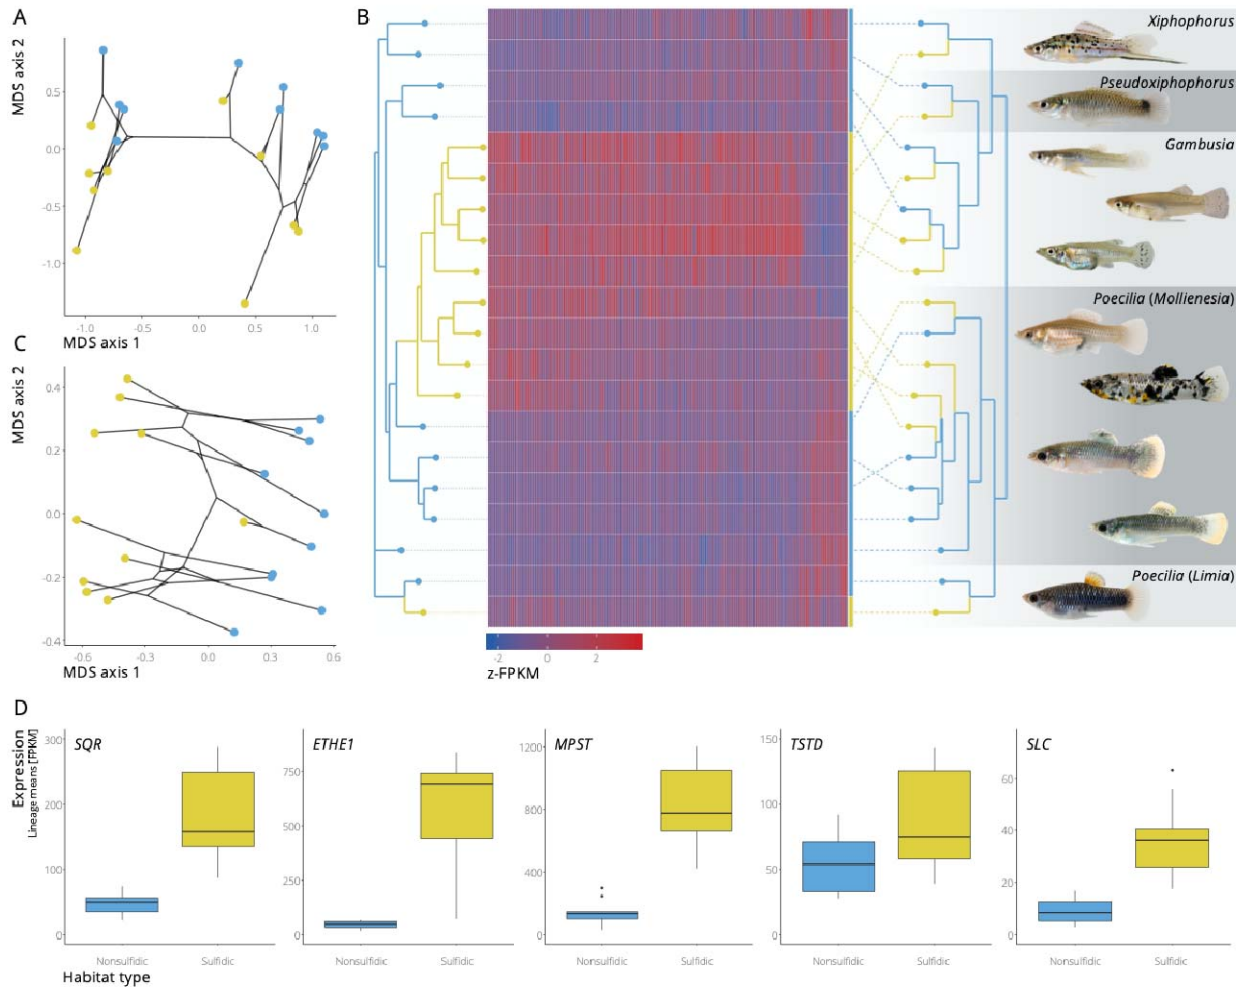 A
MDS axis 2
0.5
0.0
-0.5
-1.0
-1.0 -0.5 0.0 0.5 1.0
MDS axis 1
B
Xiphophorus
Pseudoxiphophorus
Gambusia
Poecilia (Mollienesia)
Poecilia (Limia)
-2 0 2
z-FPKM
C
MDS axis 2
0.4
0.2
0.0
-0.2
-0.4
-0.6 -0.3 0.0 0.3 0.6
MDS axis 1
D
Expression
Lineage means [FPKM]
SQR
300
200
100
0
Nonsulfidic Sulfidic
ETHE1
750
500
250
0
Nonsulfidic Sulfidic
MPST
1200
800
400
0
Nonsulfidic Sulfidic
TSTD
150
100
50
0
Nonsulfidic Sulfidic
SLC
60
40
20
0
Nonsulfidic Sulfidic
Habitat type